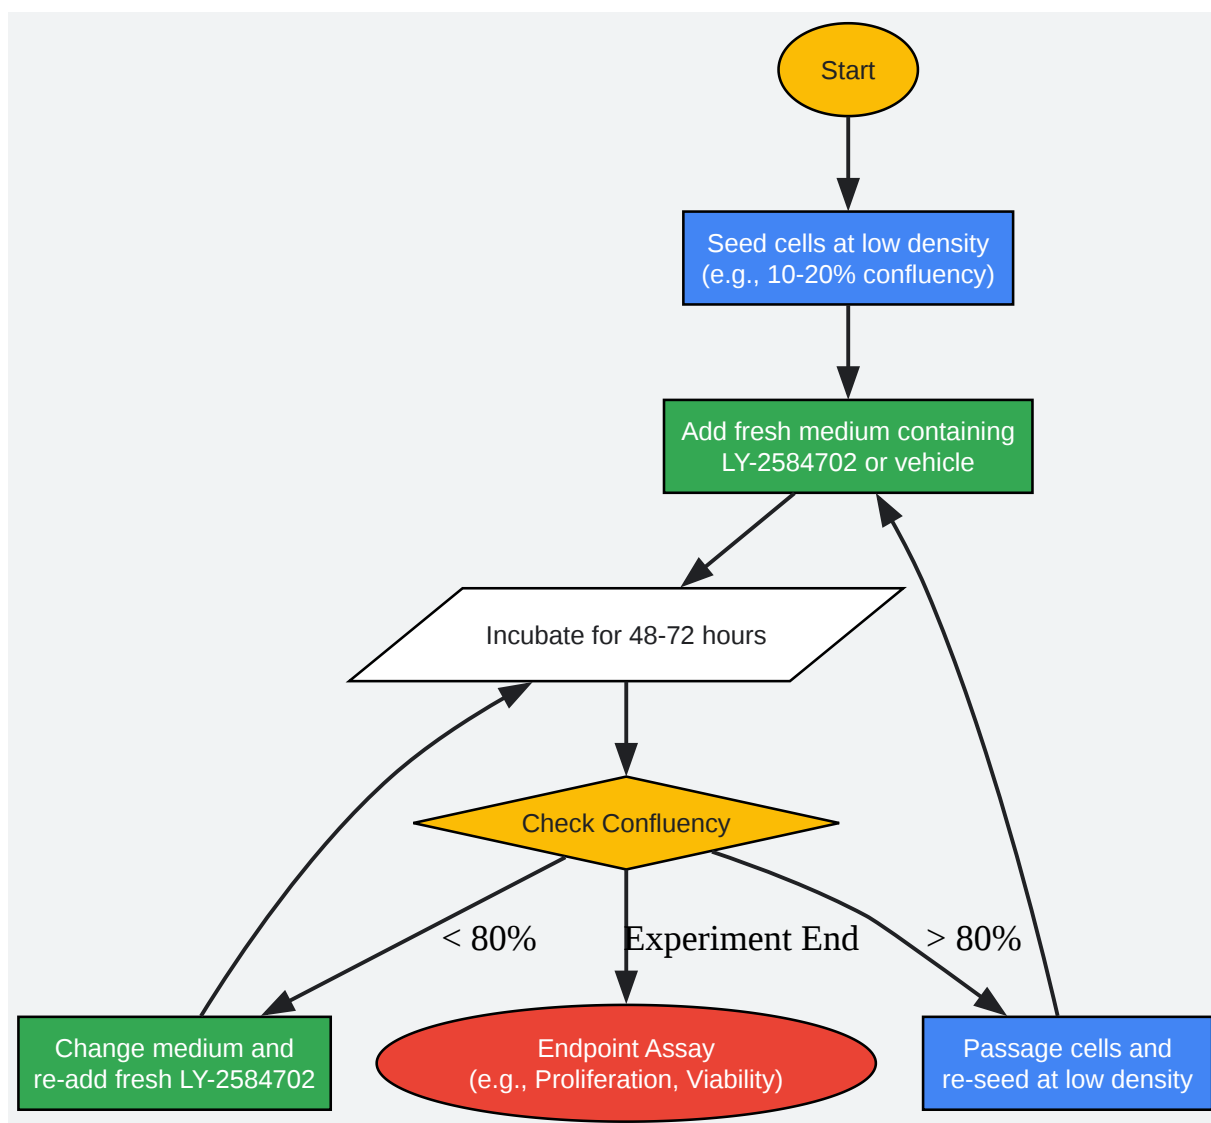 Start
Seed cells at low density
(e.g., 10-20% confluency)
Add fresh medium containing
LY-2584702 or vehicle
Incubate for 48-72 hours
Check Confluency
< 80%
Experiment End
> 80%
Change medium and
re-add fresh LY-2584702
Endpoint Assay
(e.g., Proliferation, Viability)
Passage cells and
re-seed at low density